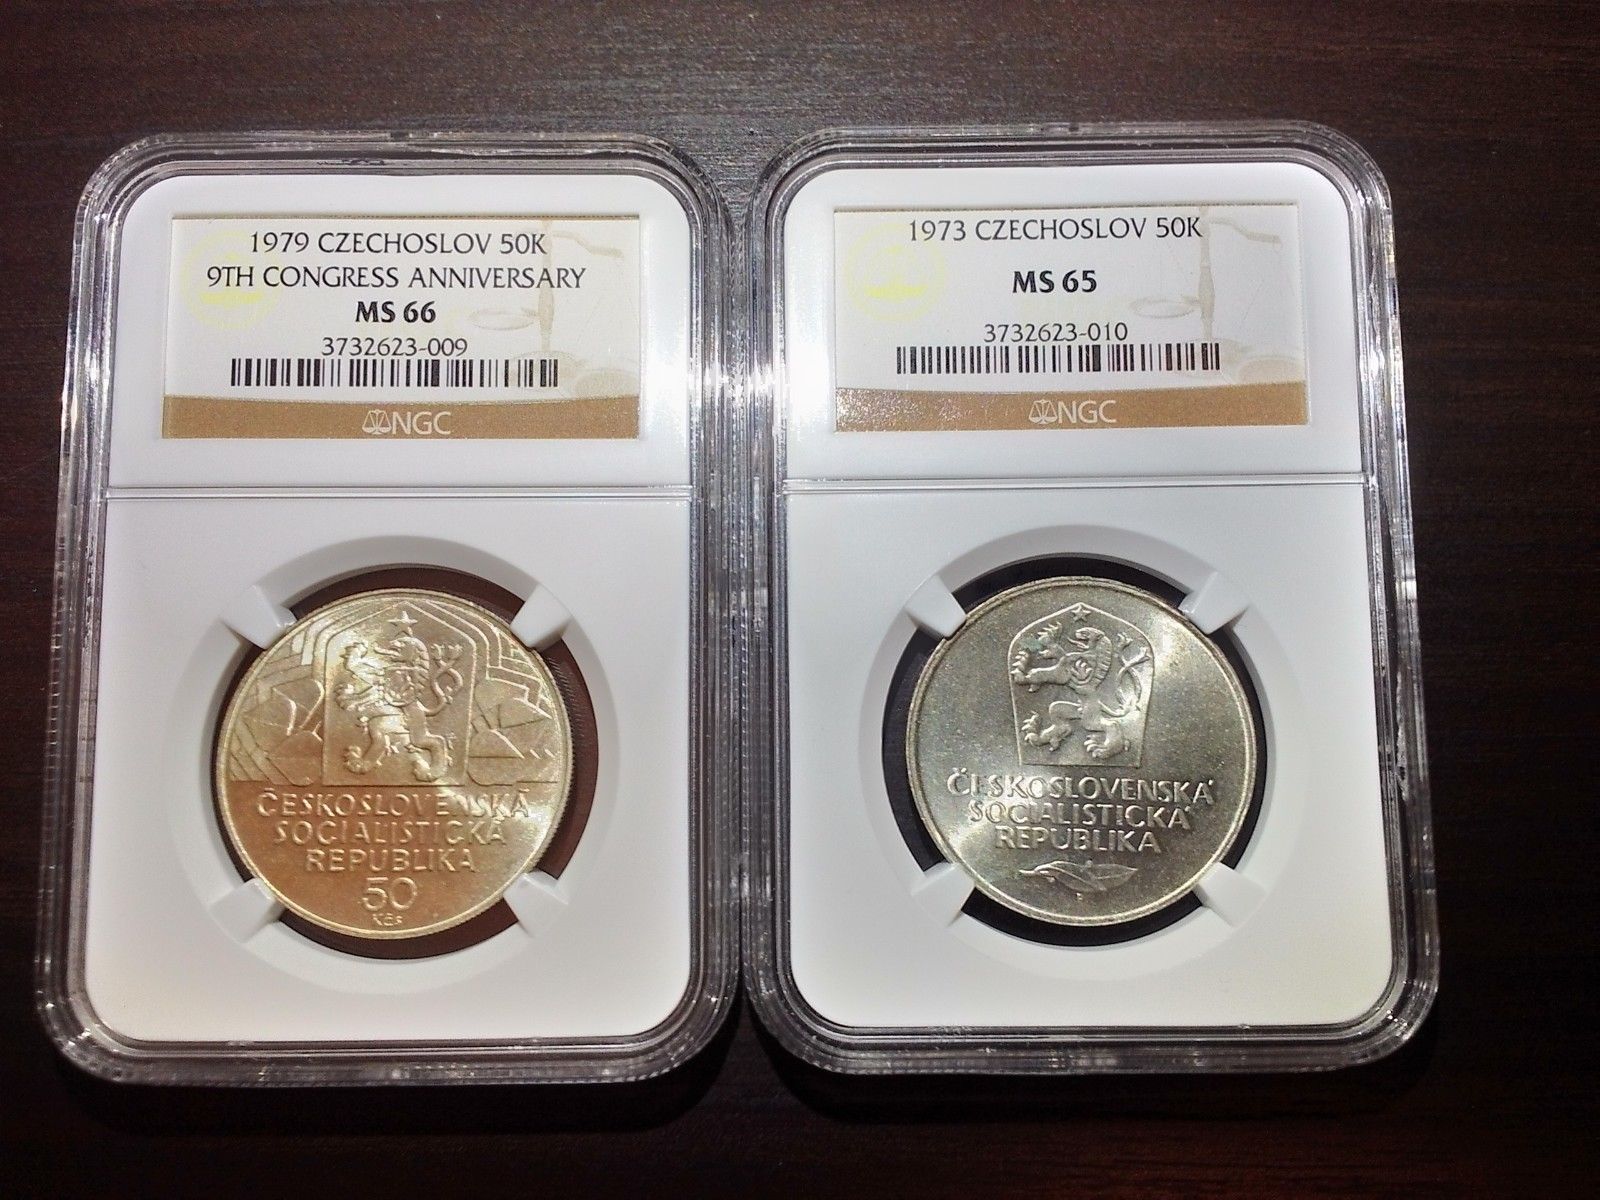 1979 CZECHOSLOV 50K
9TH CONGRESS ANNIVERSARY
MS 66
3732623-009
NGC
ČESKOSLOVENSKÁ
SOCIALISTICKÁ
REPUBLIKA
50
Kčs
1973 CZECHOSLOV 50K
MS 65
3732623-010
NGC
ČESKOSLOVENSKÁ
SOCIALISTICKÁ
REPUBLIKA